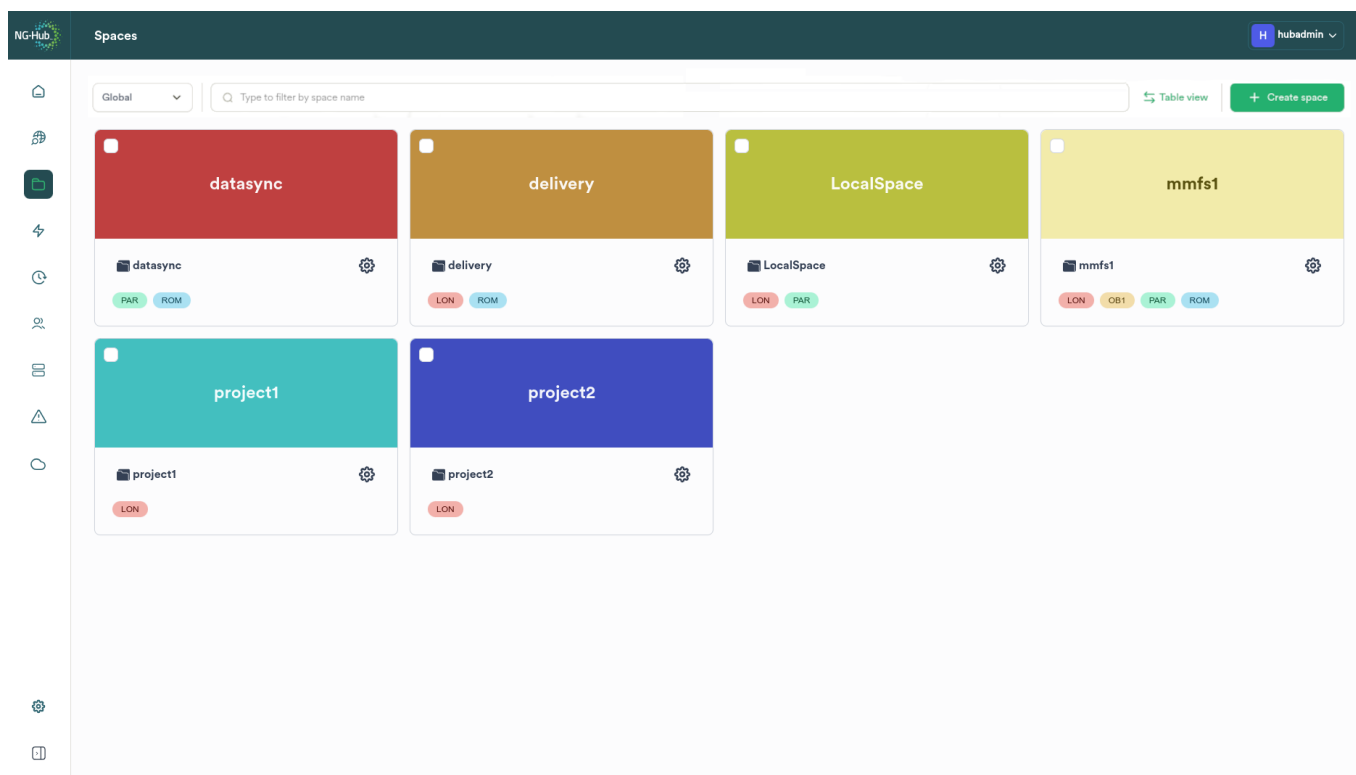 NG-Hub
Spaces
H hubadmin
Global
Type to filter by space name
Table view
+ Create space
datasync
delivery
LocalSpace
mmfs1
datasync
delivery
LocalSpace
mmfs1
PAR ROM
LON ROM
LON PAR
LON OB1 PAR ROM
project1
project2
project1
project2
LON
LON